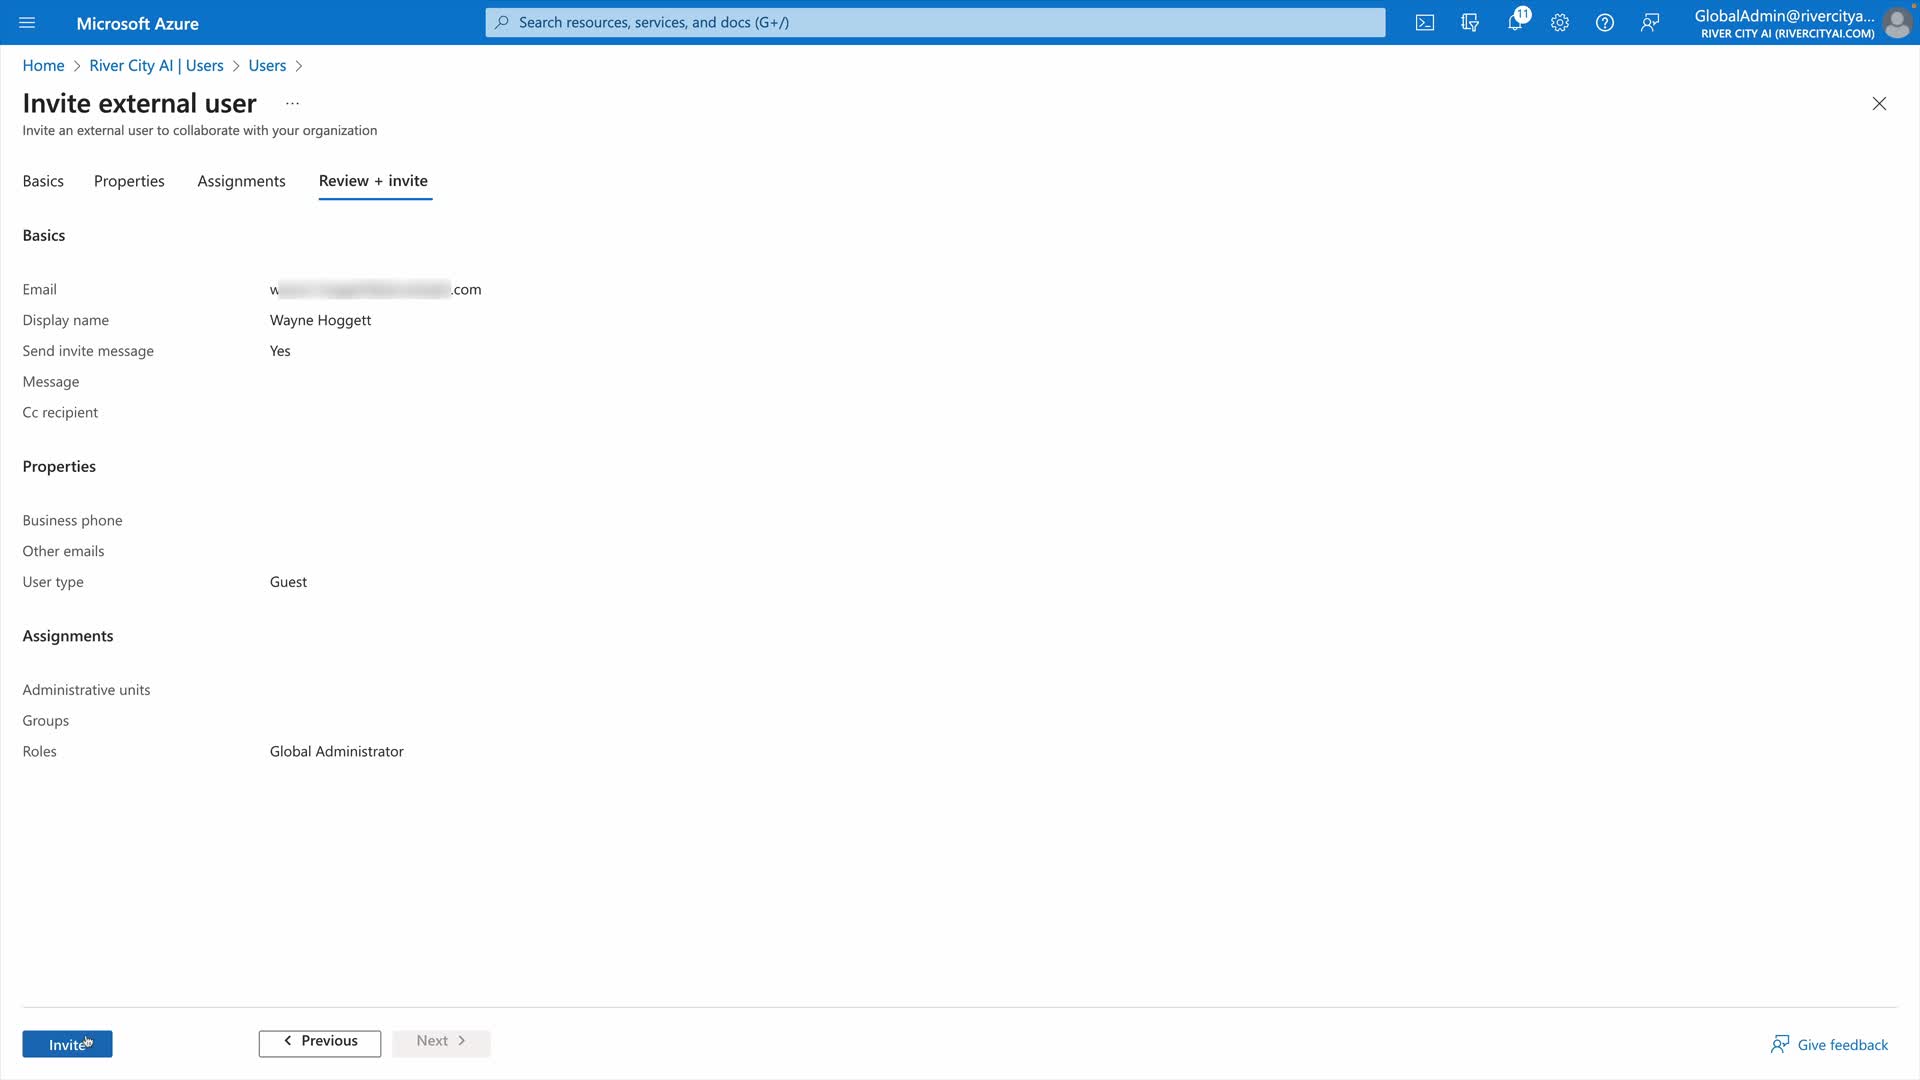 Microsoft Azure
Search resources, services, and docs (G+/)
11
GlobalAdmin@rivercitya...
RIVER CITY AI (RIVERCITYAI.COM)
Home > River City AI | Users > Users >
Invite external user ...
Invite an external user to collaborate with your organization
Basics Properties Assignments Review + invite
Basics
Email w .com
Display name Wayne Hoggett
Send invite message Yes
Message
Cc recipient
Properties
Business phone
Other emails
User type Guest
Assignments
Administrative units
Groups
Roles Global Administrator
Invite < Previous Next > Give feedback